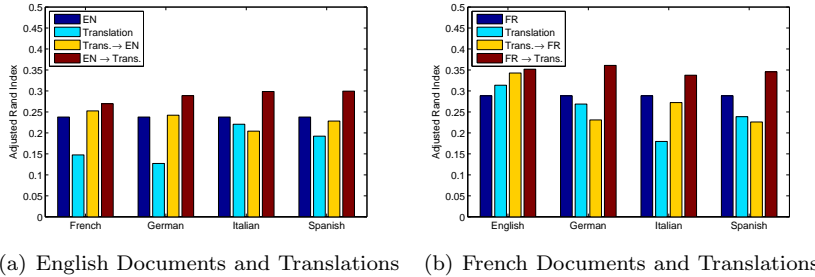 0.5
0.45
0.4
0.35
0.3
0.25
0.2
0.15
0.1
0.05
0
Adjusted Rand Index
EN
Translation
Trans.→ EN
EN → Trans.
French German Italian Spanish
0.5
0.45
0.4
0.35
0.3
0.25
0.2
0.15
0.1
0.05
0
Adjusted Rand Index
FR
Translation
Trans.→ FR
FR → Trans.
English German Italian Spanish
(a) English Documents and Translations
(b) French Documents and Translations